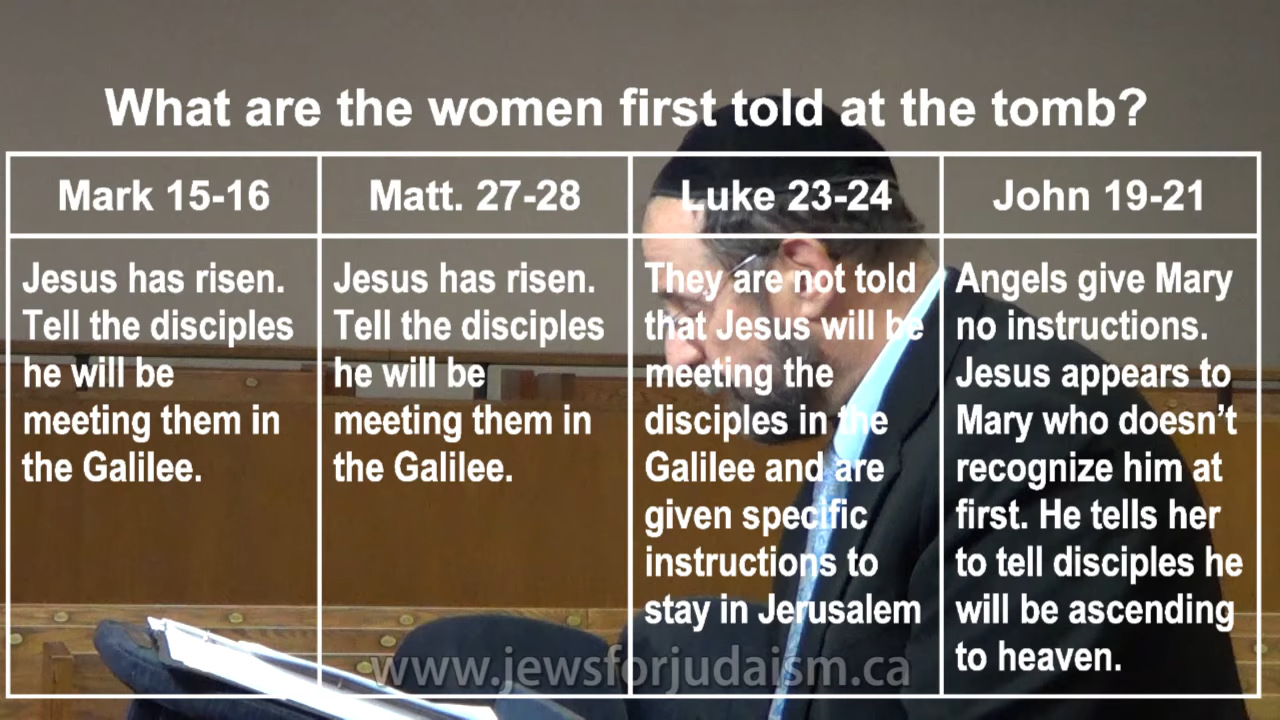 What are the women first told at the tomb?
Mark 15-16
Matt. 27-28
Luke 23-24
John 19-21
Jesus has risen.
Tell the disciples
he will be
meeting them in
the Galilee.
Jesus has risen.
Tell the disciples
he will be
meeting them in
the Galilee.
They are not told
that Jesus will be
meeting the
disciples in the
Galilee and are
given specific
instructions to
stay in Jerusalem
Angels give Mary
no instructions.
Jesus appears to
Mary who doesn’t
recognize him at
first. He tells her
to tell disciples he
will be ascending
to heaven.
www.jewsforjudaism.ca